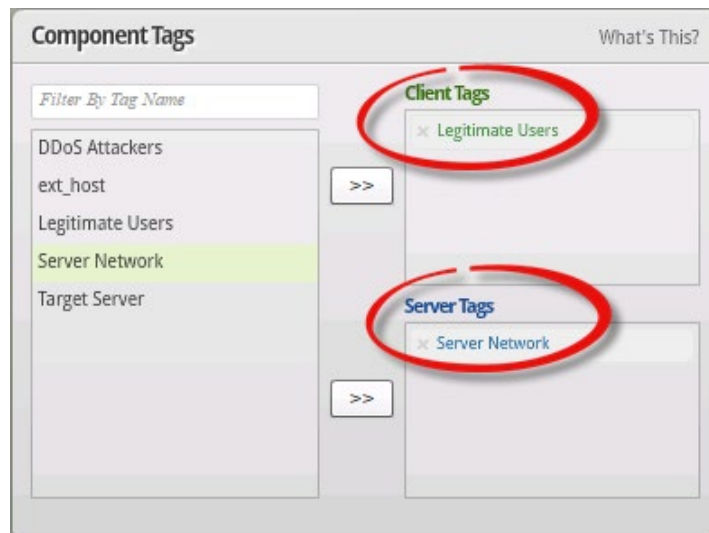 Component Tags
What's This?
Filter By Tag Name
DDoS Attackers
ext_host
Legitimate Users
Server Network
Target Server
>>
>>
Client Tags
× Legitimate Users
Server Tags
× Server Network